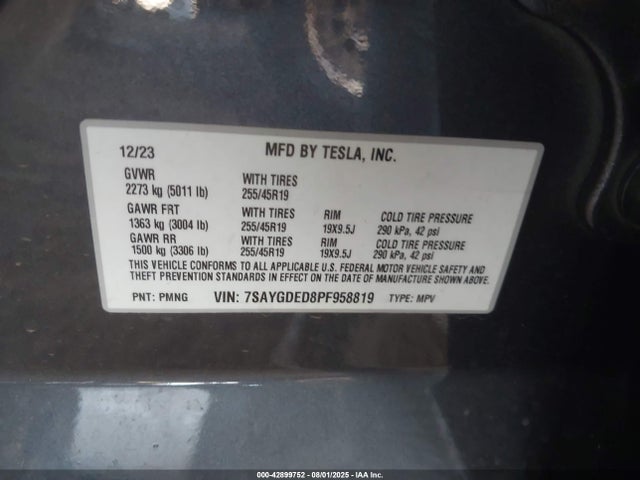 12/23 MFD BY TESLA, INC.
GVWR
2273 kg (5011 lb) WITH TIRES 255/45R19
GAWR FRT WITH TIRES RIM COLD TIRE PRESSURE
1363 kg (3004 lb) 255/45R19 19X9.5J 290 kPa, 42 psi
GAWR RR WITH TIRES RIM COLD TIRE PRESSURE
1500 kg (3306 lb) 255/45R19 19X9.5J 290 kPa, 42 psi
THIS VEHICLE CONFORMS TO ALL APPLICABLE U.S. FEDERAL MOTOR VEHICLE SAFETY AND
THEFT PREVENTION STANDARDS IN EFFECT ON THE DATE OF MANUFACTURE SHOWN ABOVE.
PNT: PMNG VIN: 7SAYGDED8PF958819 TYPE: MPV
000-42899752 - 08/01/2025 - IAA Inc.